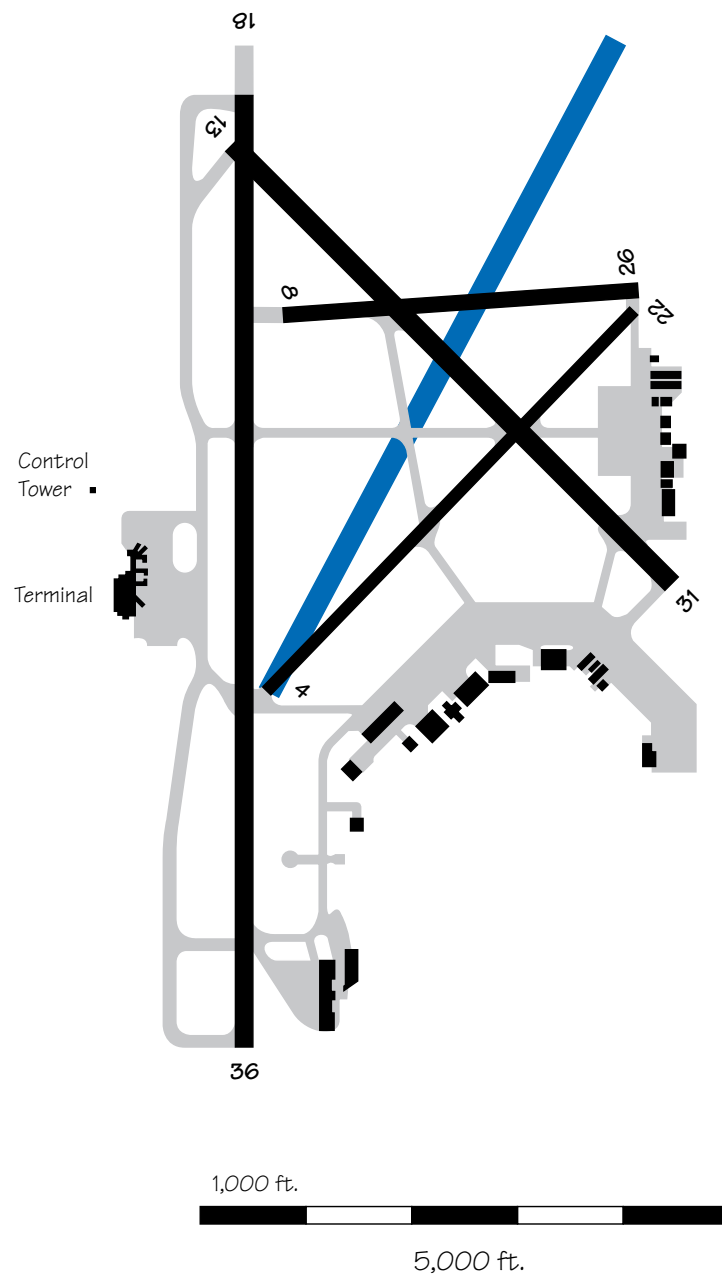 18
13
8
26
22
Control
Tower
Terminal
31
4
36
1,000 ft.
5,000 ft.